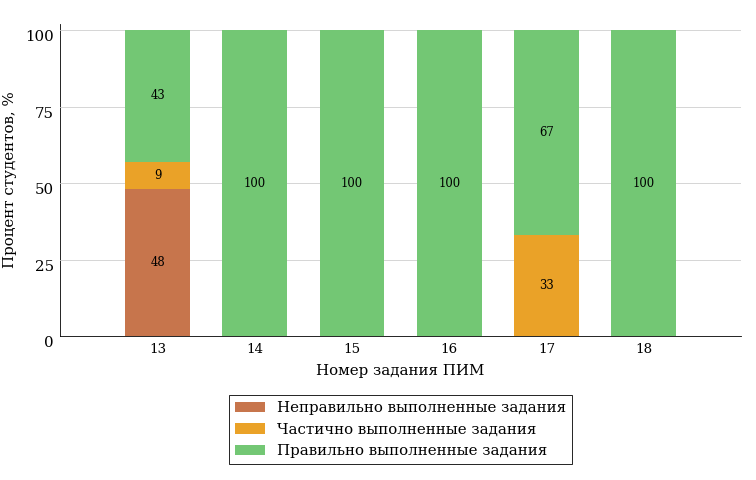 100
75
50
25
0
Процент студентов, %
43
9
48
100
100
100
67
33
100
13 14 15 16 17 18
Номер задания ПИМ
Неправильно выполненные задания
Частично выполненные задания
Правильно выполненные задания